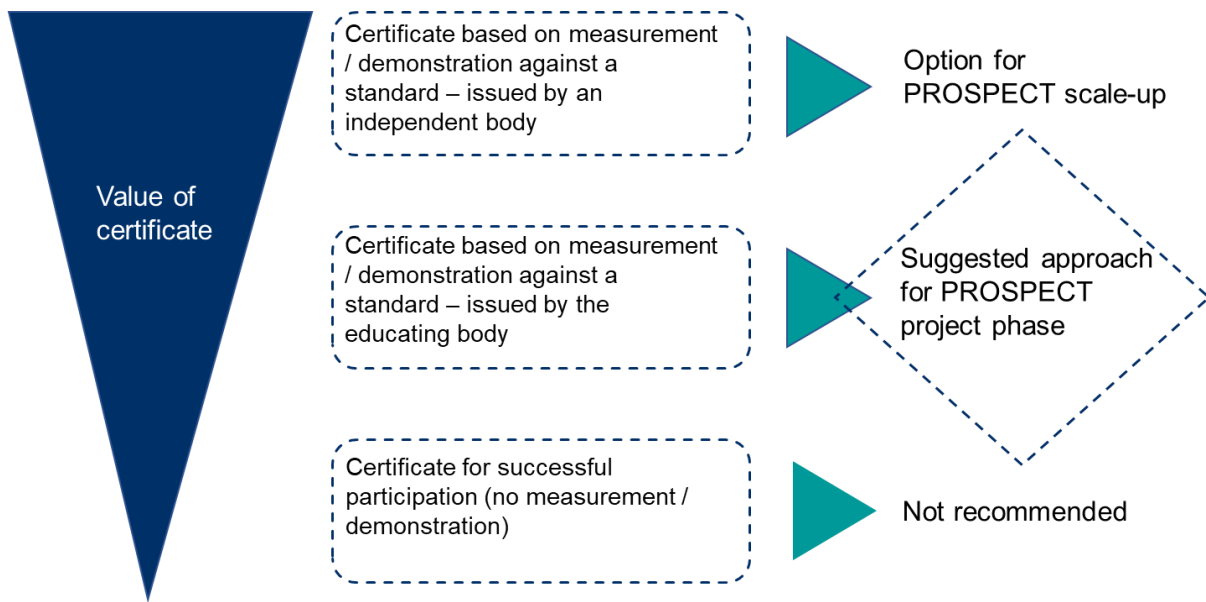 Value of
certificate
Certificate based on measurement
/ demonstration against a
standard – issued by an
independent body
Option for
PROSPECT scale-up
Certificate based on measurement
/ demonstration against a
standard – issued by the
educating body
Suggested approach
for PROSPECT
project phase
Certificate for successful
participation (no measurement /
demonstration)
Not recommended